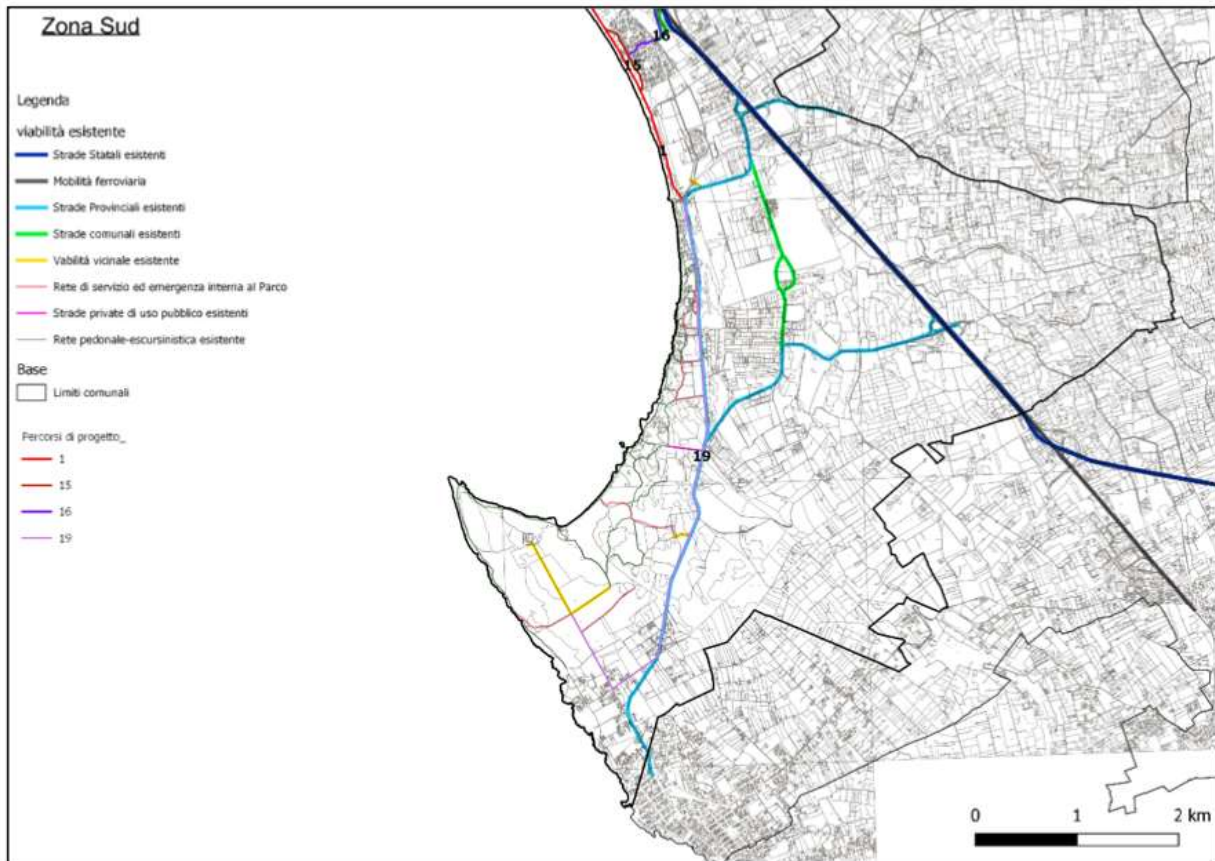 Zona Sud
Legenda
viabilità esistente
Strade Statali esistenti
Mobilità ferroviaria
Strade Provinciali esistenti
Strade comunali esistenti
Vabilità vicinale esistente
Rete di servizio ed emergenza interna al Parco
Strade private di uso pubblico esistenti
Rete pedonale-escursinistica esistente
Base
Limiti comunali
Percorsi di progetto_
1
15
16
19
16
15
1
19
0 1 2 km